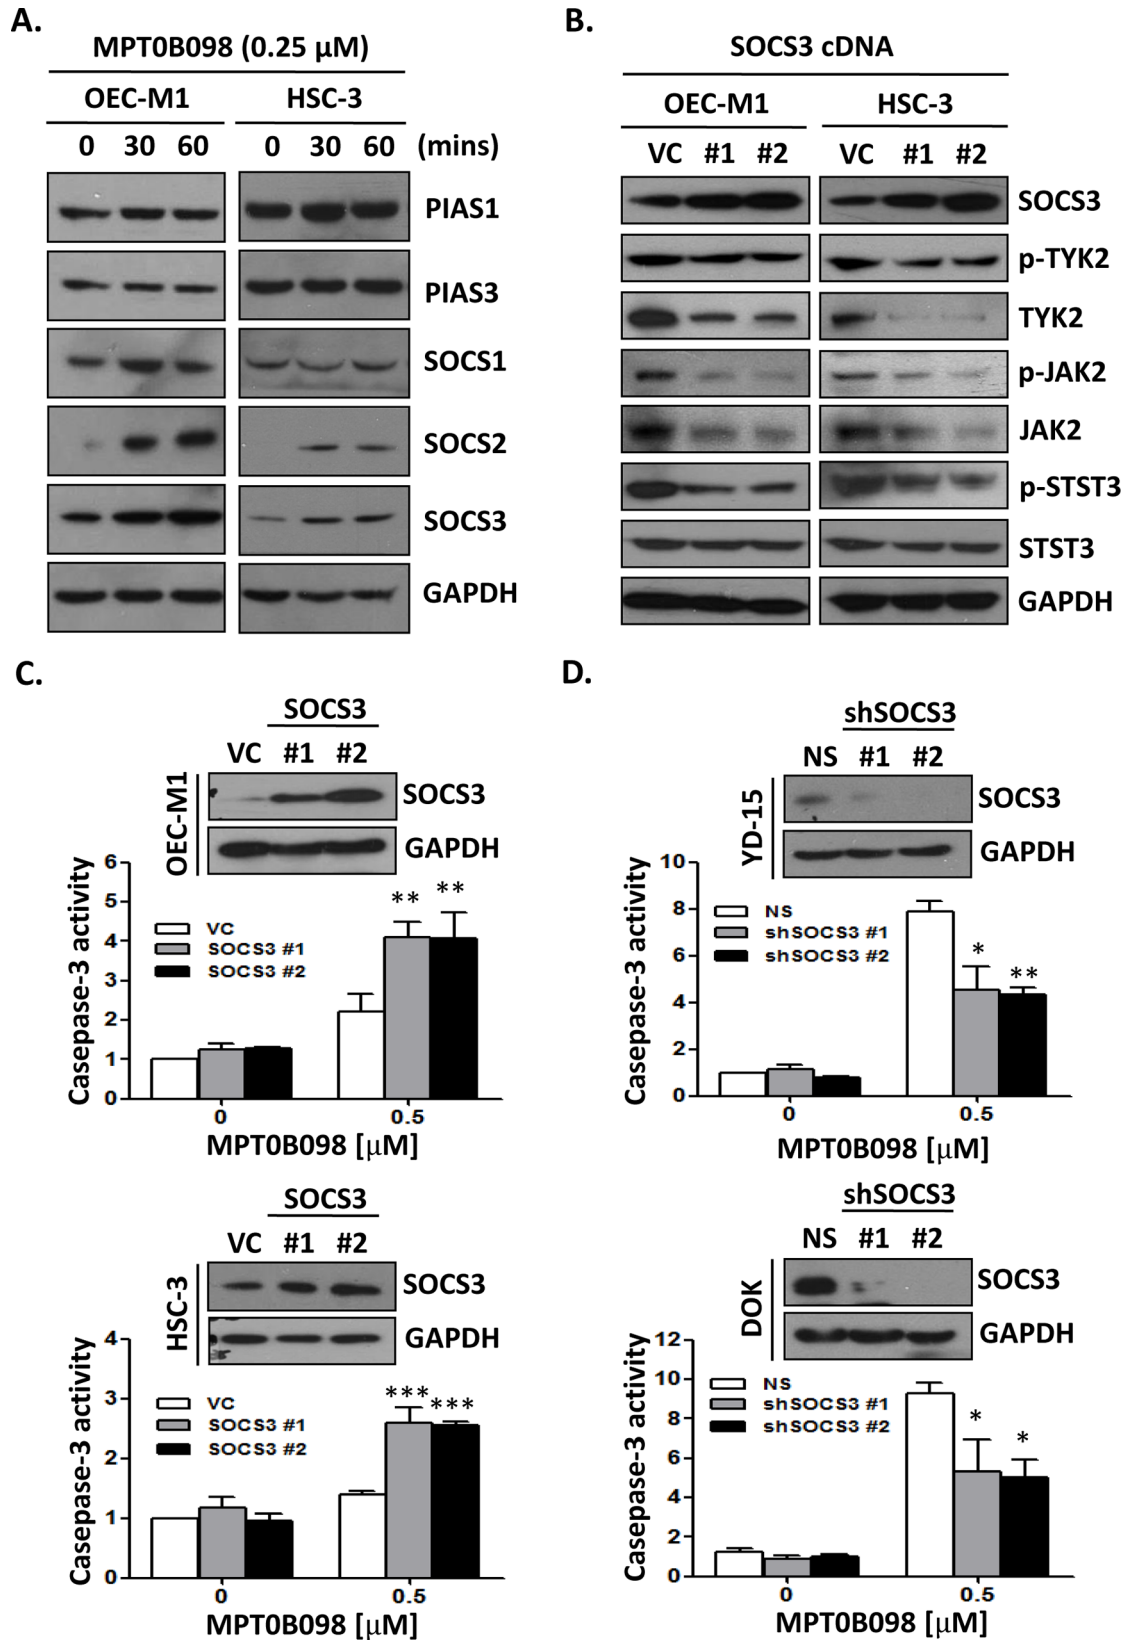 A.
MPT0B098 (0.25 µM)
OEC-M1 HSC-3
0 30 60 0 30 60 (mins)
PIAS1
PIAS3
SOCS1
SOCS2
SOCS3
GAPDH
B.
SOCS3 cDNA
OEC-M1 HSC-3
VC #1 #2 VC #1 #2
SOCS3
p-TYK2
TYK2
p-JAK2
JAK2
p-STST3
STST3
GAPDH
C.
SOCS3
VC #1 #2
OEC-M1
SOCS3
GAPDH
Casepase-3 activity
6
5
4
3
2
1
0
VC
SOCS3 #1
SOCS3 #2
** **
0 0.5
MPT0B098 [µM]
SOCS3
VC #1 #2
HSC-3
SOCS3
GAPDH
Casepase-3 activity
4
3
2
1
0
VC
SOCS3 #1
SOCS3 #2
*** ***
0 0.5
MPT0B098 [µM]
D.
shSOCS3
NS #1 #2
YD-15
SOCS3
GAPDH
Casepase-3 activity
10
8
6
4
2
0
NS
shSOCS3 #1
shSOCS3 #2
* **
0 0.5
MPT0B098 [µM]
shSOCS3
NS #1 #2
DOK
SOCS3
GAPDH
Casepase-3 activity
12
10
8
6
4
2
0
NS
shSOCS3 #1
shSOCS3 #2
* *
0 0.5
MPT0B098 [µM]